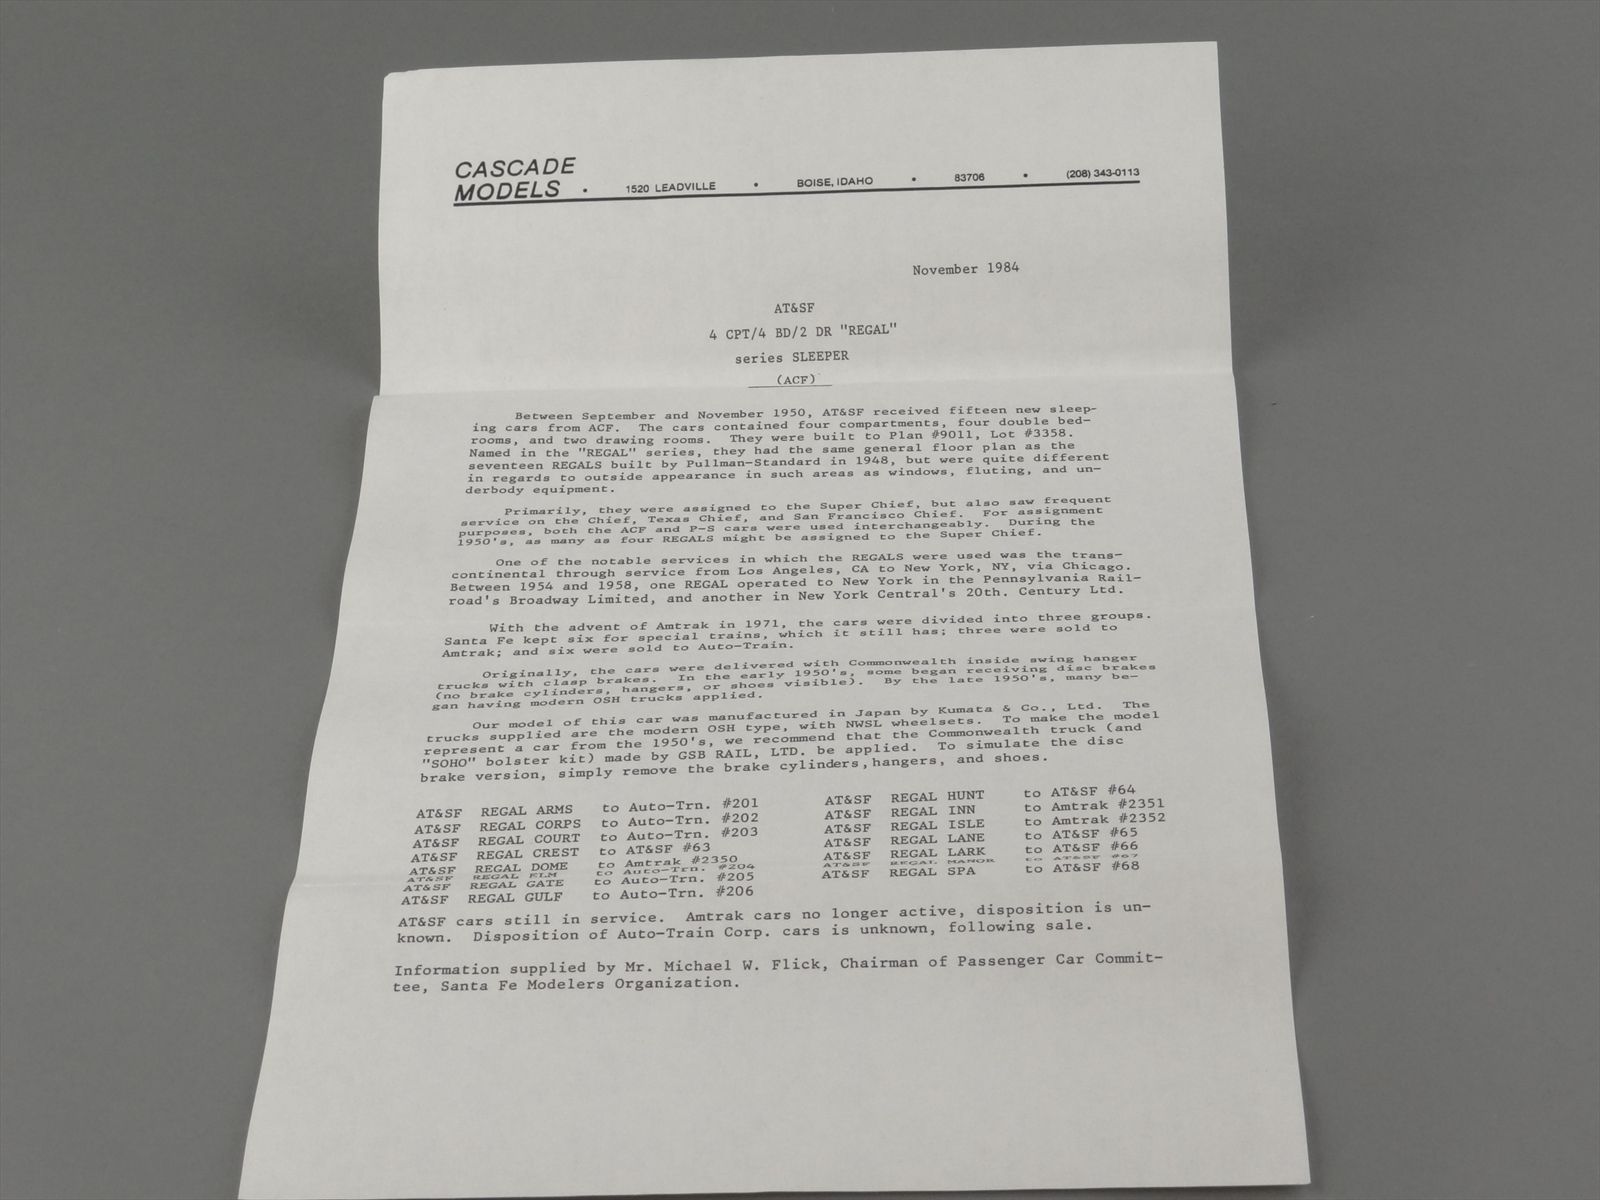 CASCADE
MODELS • 1520 LEADVILLE • BOISE, IDAHO • 83706 • (208) 343-0113
November 1984
AT&SF
4 CPT/4 BD/2 DR "REGAL"
series SLEEPER
(ACF)
Between September and November 1950, AT&SF received fifteen new sleep-
ing cars from ACF. The cars contained four compartments, four double bed-
rooms, and two drawing rooms. They were built to Plan #9011, Lot #3358.
Named in the "REGAL" series, they had the same general floor plan as the
seventeen REGALS built by Pullman-Standard in 1948, but were quite different
in regards to outside appearance in such areas as windows, fluting, and un-
derbody equipment.
Primarily, they were assigned to the Super Chief, but also saw frequent
service on the Chief, Texas Chief, and San Francisco Chief. For assignment
purposes, both the ACF and P-S cars were used interchangeably. During the
1950's, as many as four REGALS might be assigned to the Super Chief.
One of the notable services in which the REGALS were used was the trans-
continental through service from Los Angeles, CA to New York, NY, via Chicago.
Between 1954 and 1958, one REGAL operated to New York in the Pennsylvania Rail-
road's Broadway Limited, and another in New York Central's 20th. Century Ltd.
With the advent of Amtrak in 1971, the cars were divided into three groups.
Santa Fe kept six for special trains, which it still has; three were sold to
Amtrak; and six were sold to Auto-Train.
Originally, the cars were delivered with Commonwealth inside swing hanger
trucks with clasp brakes. In the early 1950's, some began receiving disc brakes
(no brake cylinders, hangers, or shoes visible). By the late 1950's, many be-
gan having modern OSH trucks applied.
Our model of this car was manufactured in Japan by Kumata & Co., Ltd. The
trucks supplied are the modern OSH type, with NWSL wheelsets. To make the model
represent a car from the 1950's, we recommend that the Commonwealth truck (and
"SOHO" bolster kit) made by GSB RAIL, LTD. be applied. To simulate the disc
brake version, simply remove the brake cylinders, hangers, and shoes.
AT&SF REGAL ARMS to Auto-Trn. #201
AT&SF REGAL CORPS to Auto-Trn. #202
AT&SF REGAL COURT to Auto-Trn. #203
AT&SF REGAL CREST to AT&SF #63
AT&SF REGAL DOME to Amtrak #2350
AT&SF REGAL ELM to Auto-Trn. #204
AT&SF REGAL GATE to Auto-Trn. #205
AT&SF REGAL GULF to Auto-Trn. #206
AT&SF REGAL HUNT to AT&SF #64
AT&SF REGAL INN to Amtrak #2351
AT&SF REGAL ISLE to Amtrak #2352
AT&SF REGAL LANE to AT&SF #65
AT&SF REGAL LARK to AT&SF #66
AT&SF REGAL MANOR to AT&SF #67
AT&SF REGAL SPA to AT&SF #68
AT&SF cars still in service. Amtrak cars no longer active, disposition is un-
known. Disposition of Auto-Train Corp. cars is unknown, following sale.
Information supplied by Mr. Michael W. Flick, Chairman of Passenger Car Commit-
tee, Santa Fe Modelers Organization.